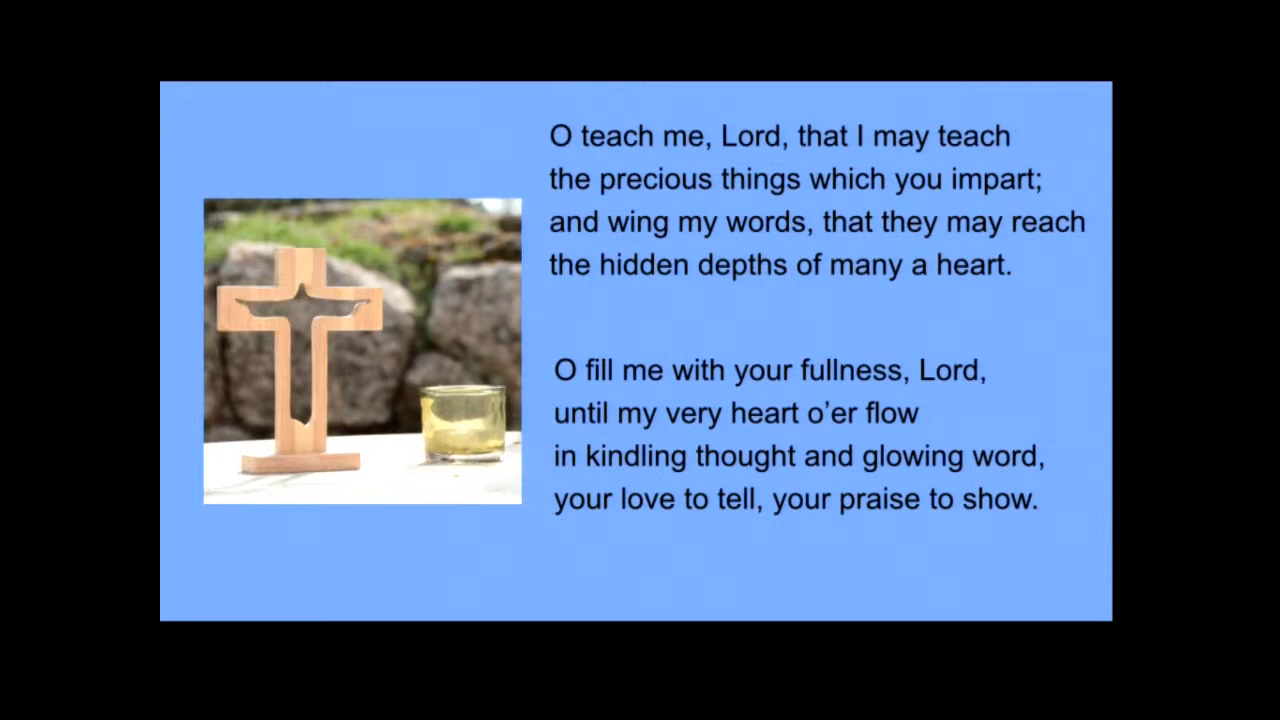 O teach me, Lord, that I may teach
the precious things which you impart;
and wing my words, that they may reach
the hidden depths of many a heart.
O fill me with your fullness, Lord,
until my very heart o’er flow
in kindling thought and glowing word,
your love to tell, your praise to show.